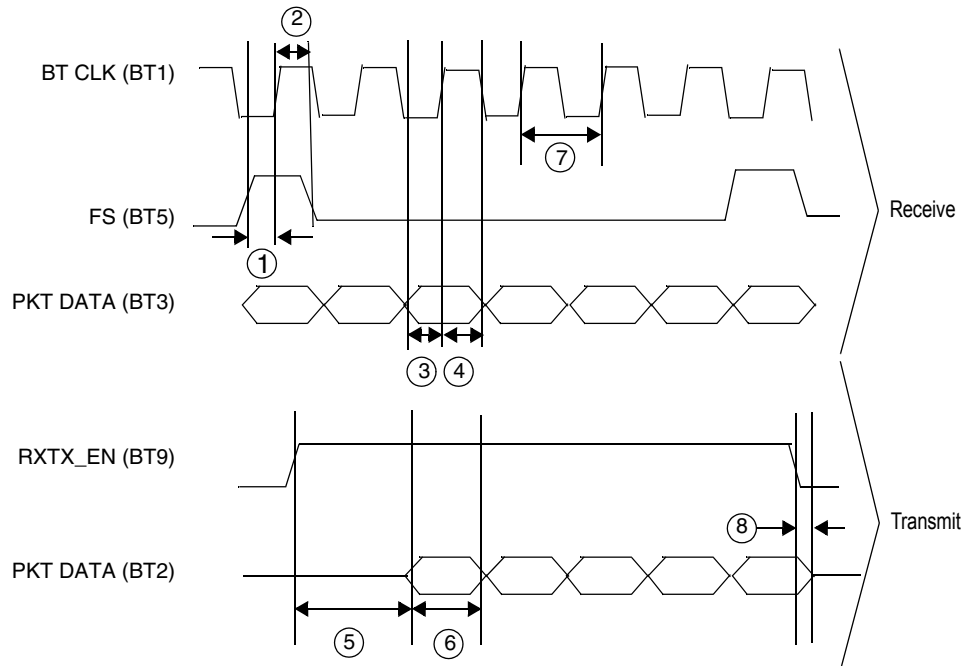 ②
BT CLK (BT1)
⑦
FS (BT5)
Receive
①
PKT DATA (BT3)
③ ④
RXTX_EN (BT9)
⑧
Transmit
PKT DATA (BT2)
⑤ ⑥